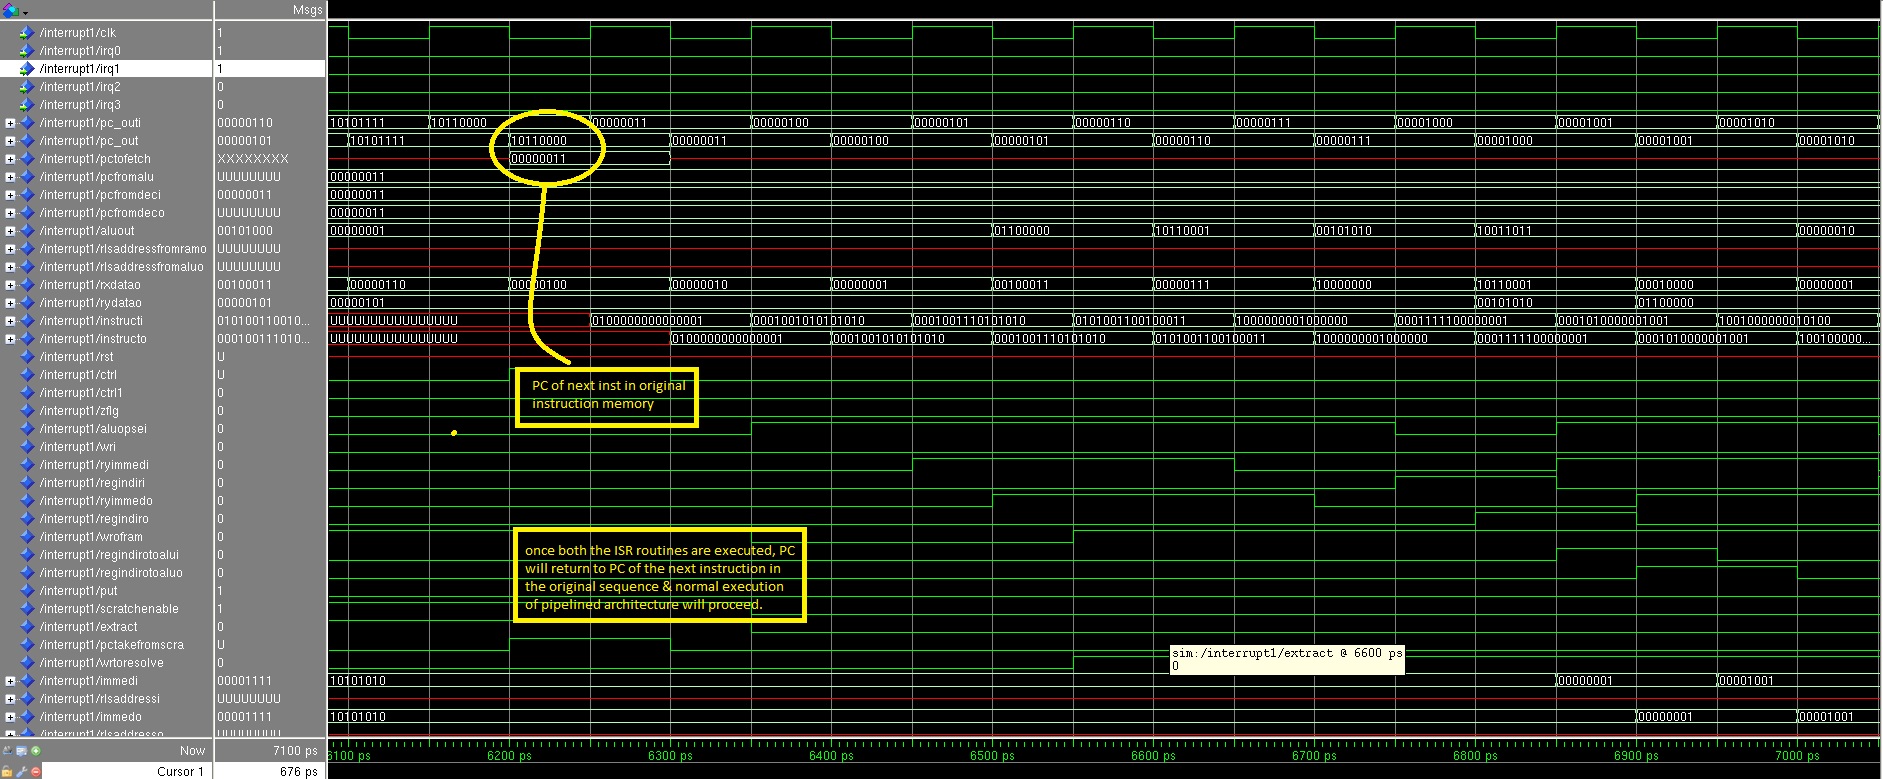 Msgs
/interrupt1/clk 1
/interrupt1/irq0 1
/interrupt1/irq1 1
/interrupt1/irq2 0
/interrupt1/irq3 0
/interrupt1/pc_outi 00000110 10101111 10110000 00000011 00000100 00000101 00000110 00000111 00001000 00001001 00001010
/interrupt1/pc_out 00000101 10101111 10110000 00000011 00000100 00000101 00000110 00000111 00001000 00001001 00001010
/interrupt1/pctofetch XXXXXXXX 00000011
/interrupt1/pcfromalu UUUUUUUU 00000011
/interrupt1/pcfromdeci 00000011 00000011
/interrupt1/pcfromdeco UUUUUUUU 00000011
/interrupt1/aluout 00101000 00000001 01100000 10110001 00101010 10011011 00000010
/interrupt1/rlsaddressfromramo UUUUUUUU
/interrupt1/rlsaddressfromaluo UUUUUUUU
/interrupt1/rxdatao 00100011 00000110 00000100 00000010 00000001 00100011 00000111 10000000 10110001 00010000 00000001
/interrupt1/rydatao 00000101 00000101 00101010 01100000
/interrupt1/instructi 010100110010... UUUUUUUUUUUUUUUU 0100000000000001 0001001010101010 0001001111010101 0101001100100011 1000000001000000 0001111100000001 0001010000001001 1001000000010100
/interrupt1/instructo 000100111010... UUUUUUUUUUUUUUUU 0100000000000001 0001001010101010 0001001111010101 0101001100100011 1000000001000000 0001111100000001 0001010000001001 100100000...
/interrupt1/rst U
/interrupt1/ctrl U
/interrupt1/ctrl1 0
/interrupt1/zflg 0
/interrupt1/aluopsei 0
/interrupt1/wri 0
/interrupt1/ryimmedi 0
/interrupt1/regindiri 0
/interrupt1/ryimmedo 0
/interrupt1/regindiro 0
/interrupt1/wrofram 0
/interrupt1/regindirotoalui 0
/interrupt1/regindirotoaluo 0
/interrupt1/put 1
/interrupt1/scratchenable 1
/interrupt1/extract 0
/interrupt1/pctakefromscra U
/interrupt1/wrtoresolve 0
/interrupt1/immedi 00001111 10101010 00000001 00001001
/interrupt1/rlsaddressi UUUUUUUU
/interrupt1/immedo 00001111 10101010 00000001 00001001
PC of next inst in original
instruction memory
once both the ISR routines are executed, PC
will return to PC of the next instruction in
the original sequence & normal execution
of pipelined architecture will proceed.
sim:/interrupt1/extract @ 6600 ps
0
Now 7100 ps
6200 ps 6300 ps 6400 ps 6500 ps 6600 ps 6700 ps 6800 ps 6900 ps 7000 ps
Cursor 1 676 ps